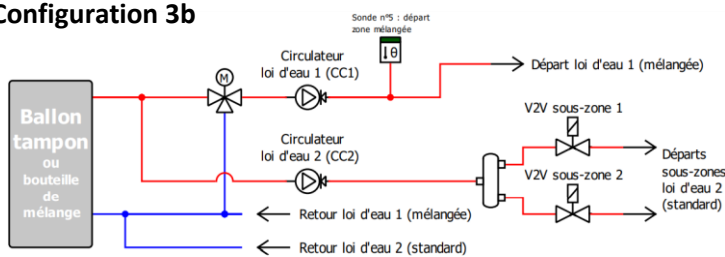 Configuration 3b
Sonde n°5 : départ
zone mélangée
θ
Circulateur
loi d'eau 1 (CC1)
M
Départ loi d'eau 1 (mélangée)
Ballon
tampon
ou
bouteille
de
mélange
Circulateur
loi d'eau 2 (CC2)
V2V sous-zone 1
V2V sous-zone 2
Départs
sous-zones
loi d'eau 2
(standard)
Retour loi d'eau 1 (mélangée)
Retour loi d'eau 2 (standard)